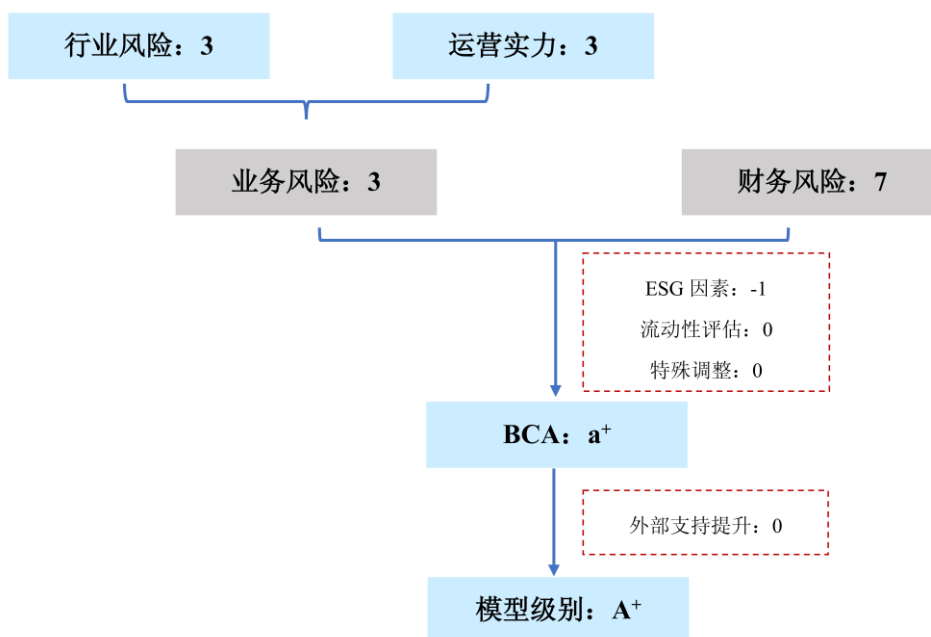 行业风险：3
运营实力：3
业务风险：3
财务风险：7
ESG 因素：-1
流动性评估：0
特殊调整：0
BCA：a⁺
外部支持提升：0
模型级别：A⁺